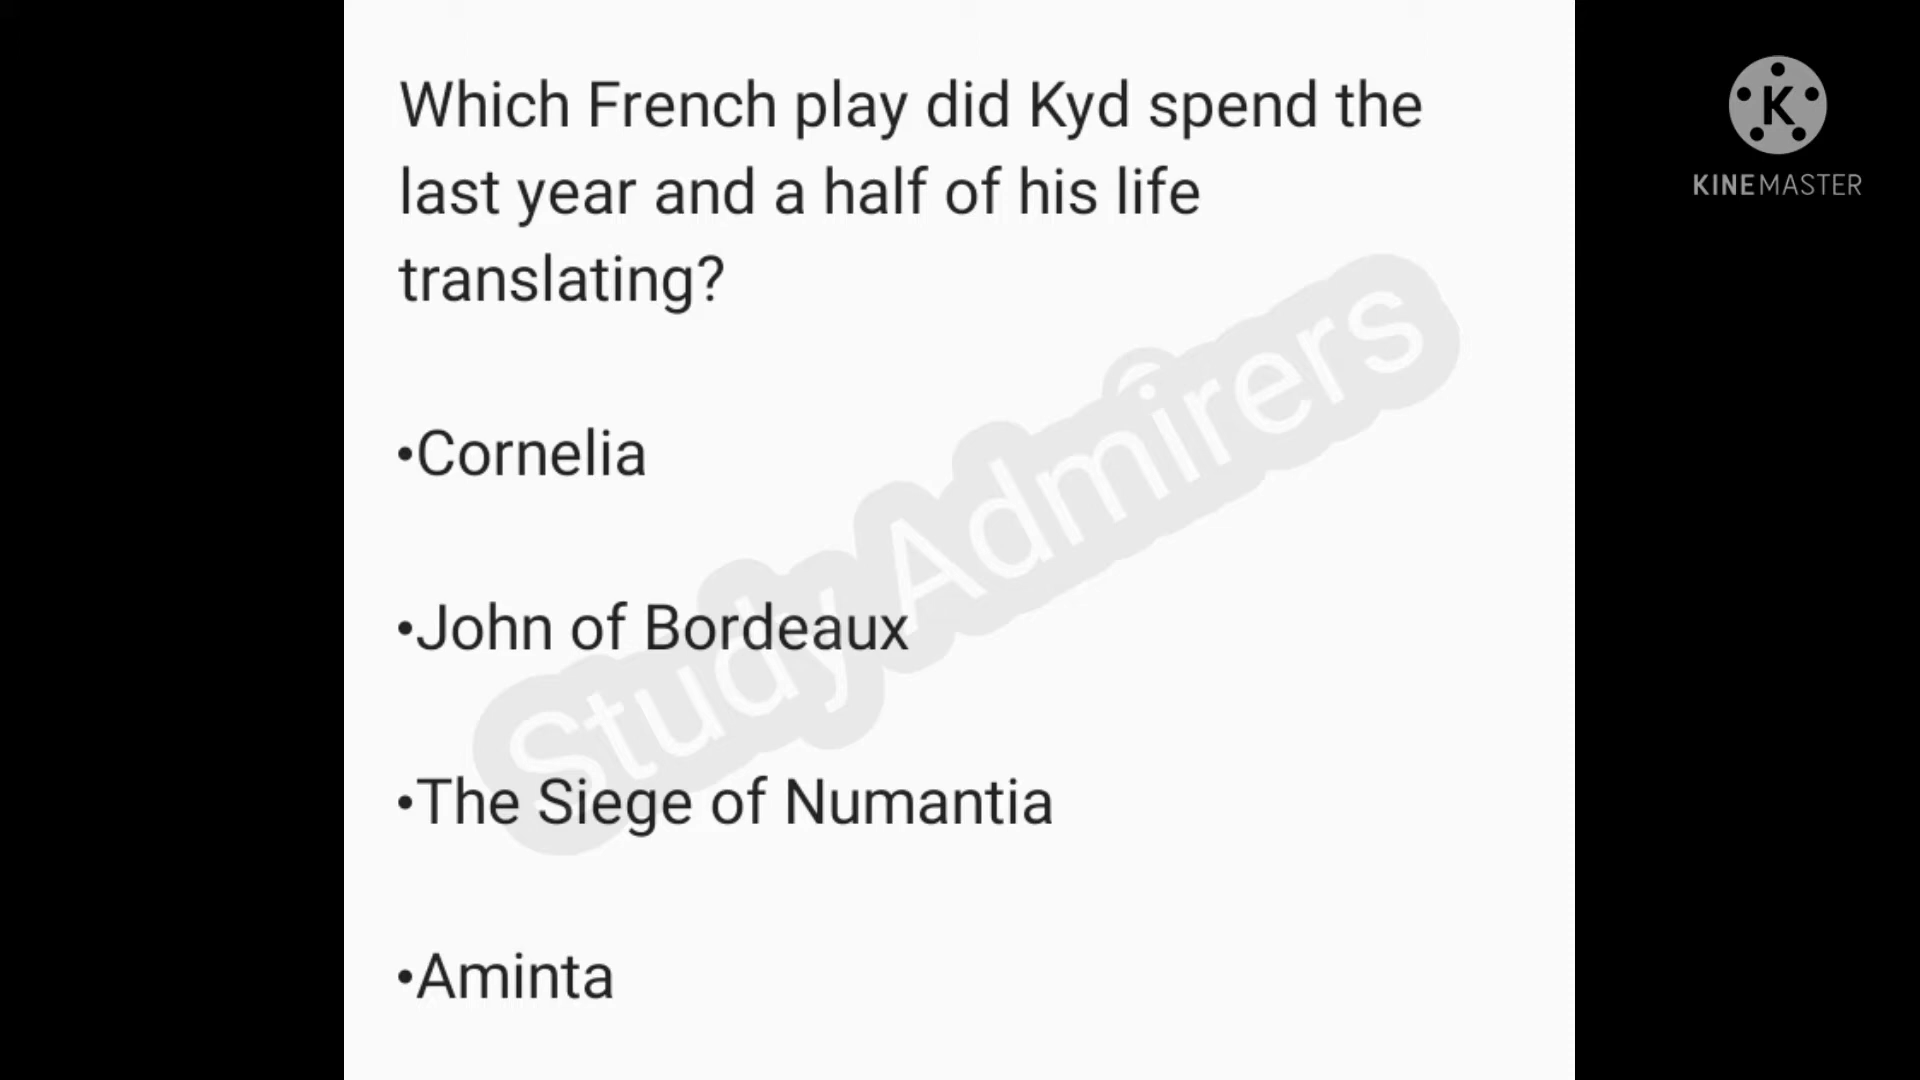 Which French play did Kyd spend the
last year and a half of his life
translating?
•Cornelia
•John of Bordeaux
•The Siege of Numantia
•Aminta
Study Admirers
K
KINEMASTER